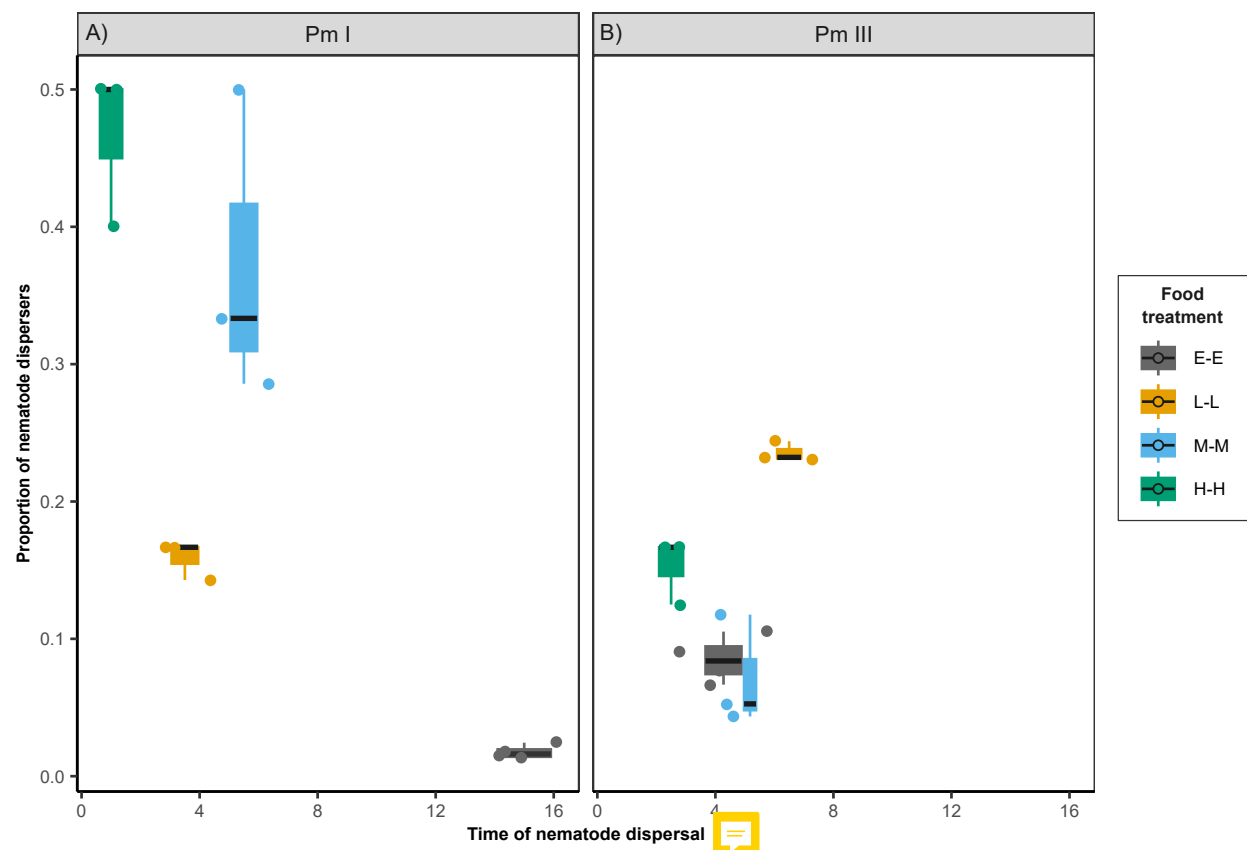 A) Pm I
B) Pm III
0.5
0.4
0.3
0.2
0.1
0.0
Proportion of nematode dispersers
0 4 8 12 16
0 4 8 12 16
Time of nematode dispersal
Food
treatment
E-E
L-L
M-M
H-H